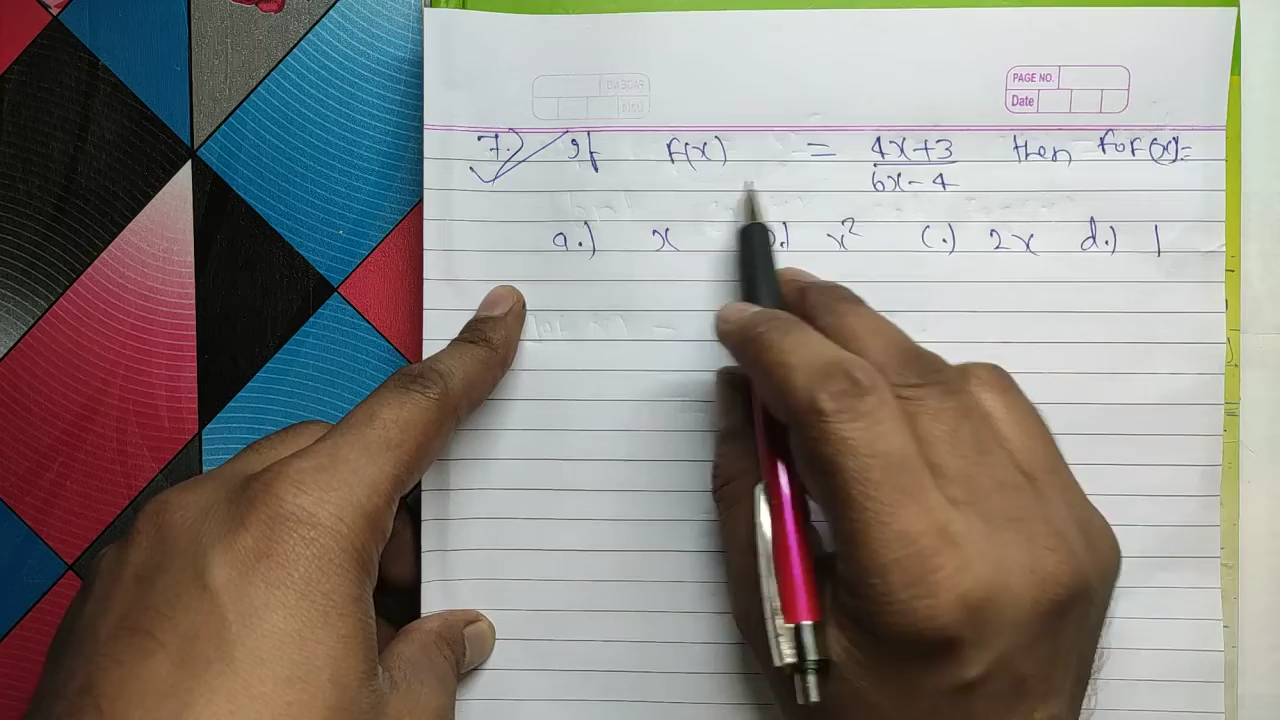 PAGE NO.
Date
7.) If f(x) = 4x+3 / 6x-4 then fof(x)=
a.) x b.) x² c.) 2x d.) 1